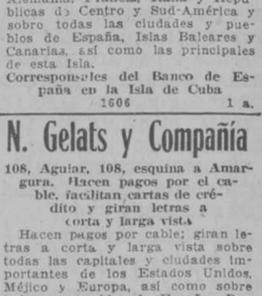 Alemania, Francia, Italia y Repú-
blicas de Centro y Sud-América y
sobre todas las ciudades y pue-
blos de España, Islas Baleares y
Canarias, así como las principales
de esta Isla.
Corresponsales del Banco de Es-
paña en la Isla de Cuba
1606 1 a.
N. Gelats y Compañía
108, Aguiar, 108, esquina a Amar-
gura. Hacen pagos por el ca-
ble, facilitan cartas de cré-
dito y giran letras a
corta y larga vista
Hacen pagos por cable; giran le-
tras a corta y larga vista sobre
todas las capitales y ciudades im-
portantes de los Estados Unidos,
Méjico y Europa, así como sobre